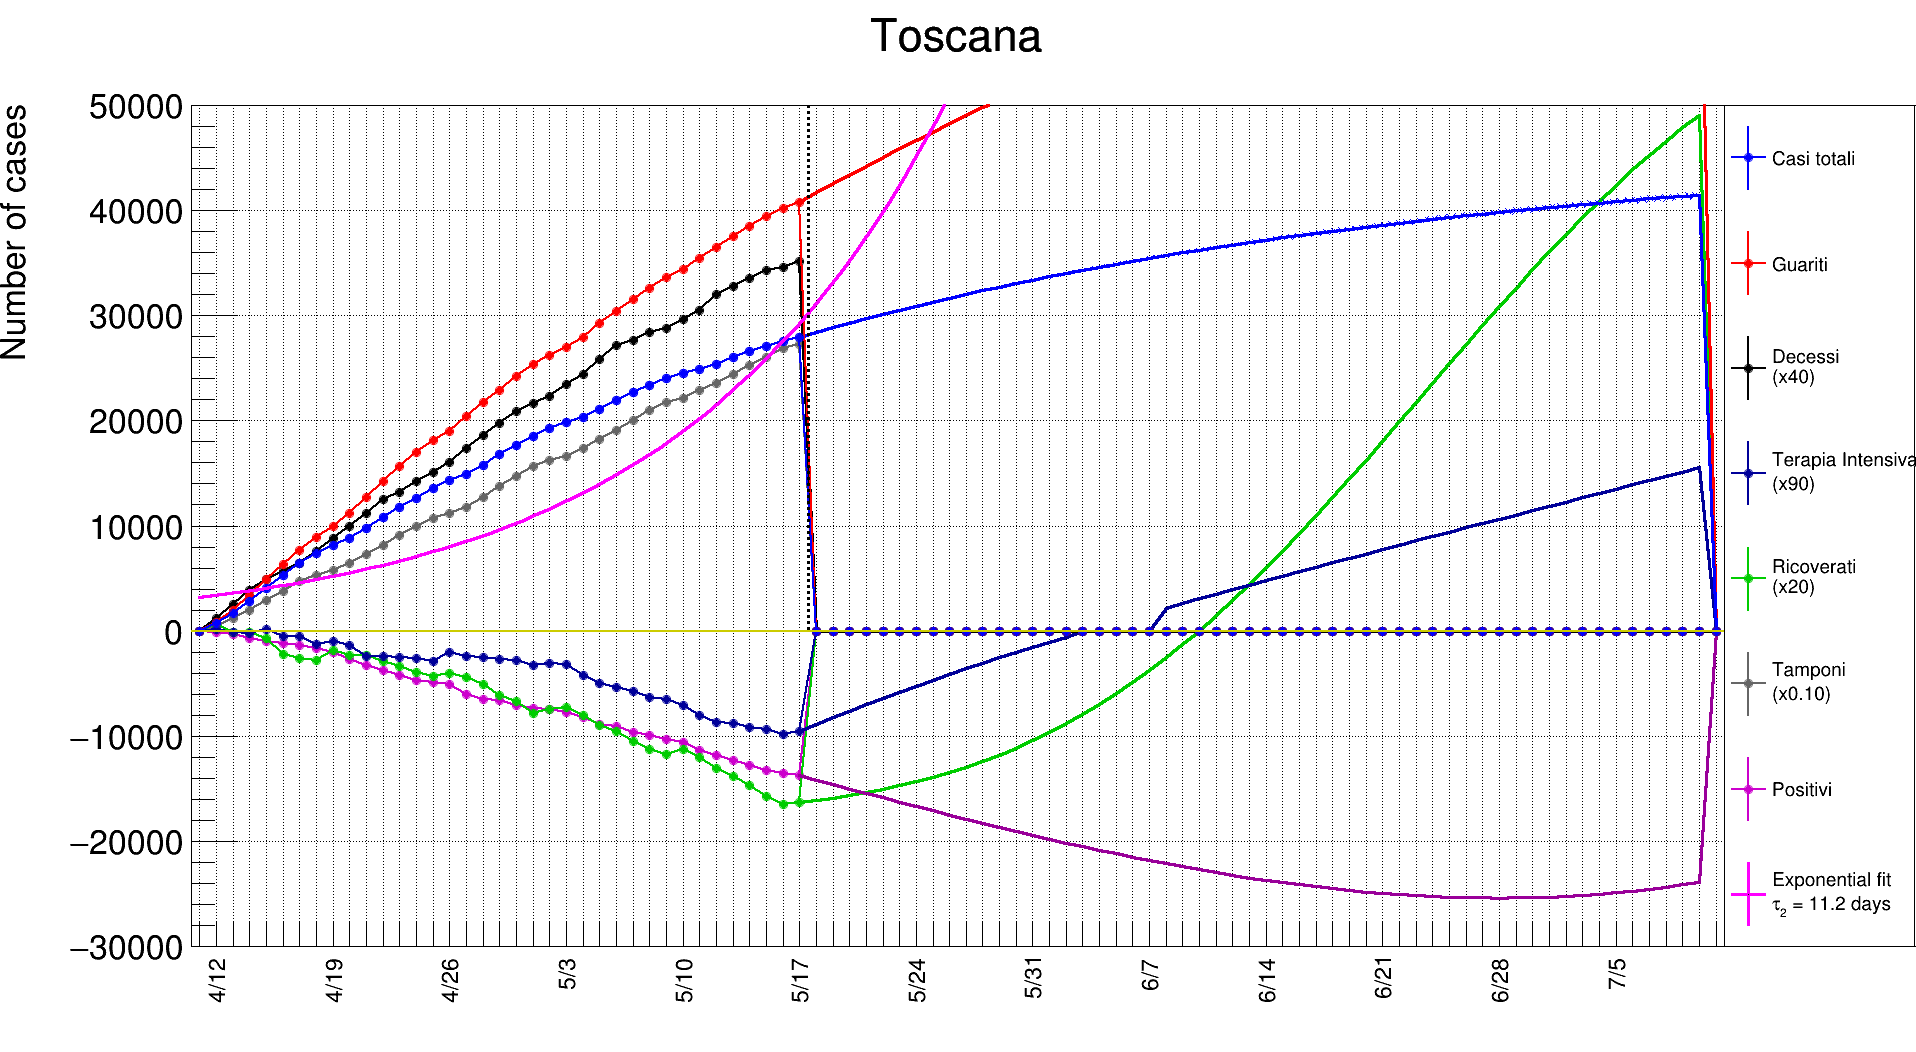 Toscana
Number of cases
50000
40000
30000
20000
10000
0
−10000
−20000
−30000
4/12
4/19
4/26
5/3
5/10
5/17
5/24
5/31
6/7
6/14
6/21
6/28
7/5
Casi totali
Guariti
Decessi
(x40)
Terapia Intensiva
(x90)
Ricoverati
(x20)
Tamponi
(x0.10)
Positivi
Exponential fit
τ2 = 11.2 days